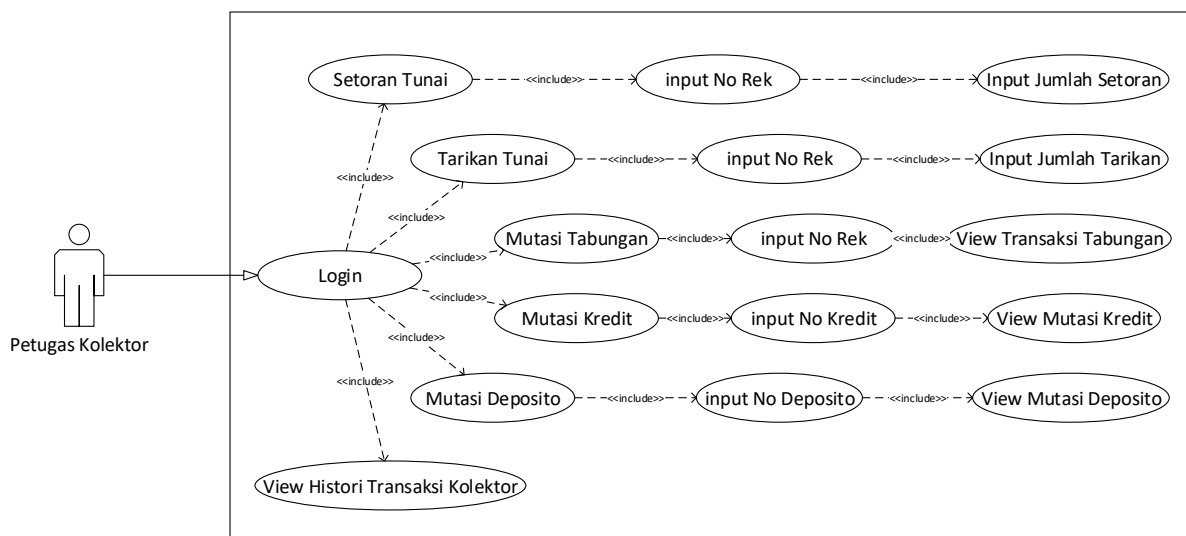 Setoran Tunai <<include>> input No Rek <<include>> Input Jumlah Setoran
Tarikan Tunai <<include>> input No Rek <<include>> Input Jumlah Tarikan
<<include>>
<<include>>
Mutasi Tabungan <<include>> input No Rek <<include>> View Transaksi Tabungan
<<include>>
Login
<<include>>
Mutasi Kredit <<include>> input No Kredit <<include>> View Mutasi Kredit
<<include>>
Petugas Kolektor
<<include>>
Mutasi Deposito <<include>> input No Deposito <<include>> View Mutasi Deposito
View Histori Transaksi Kolektor